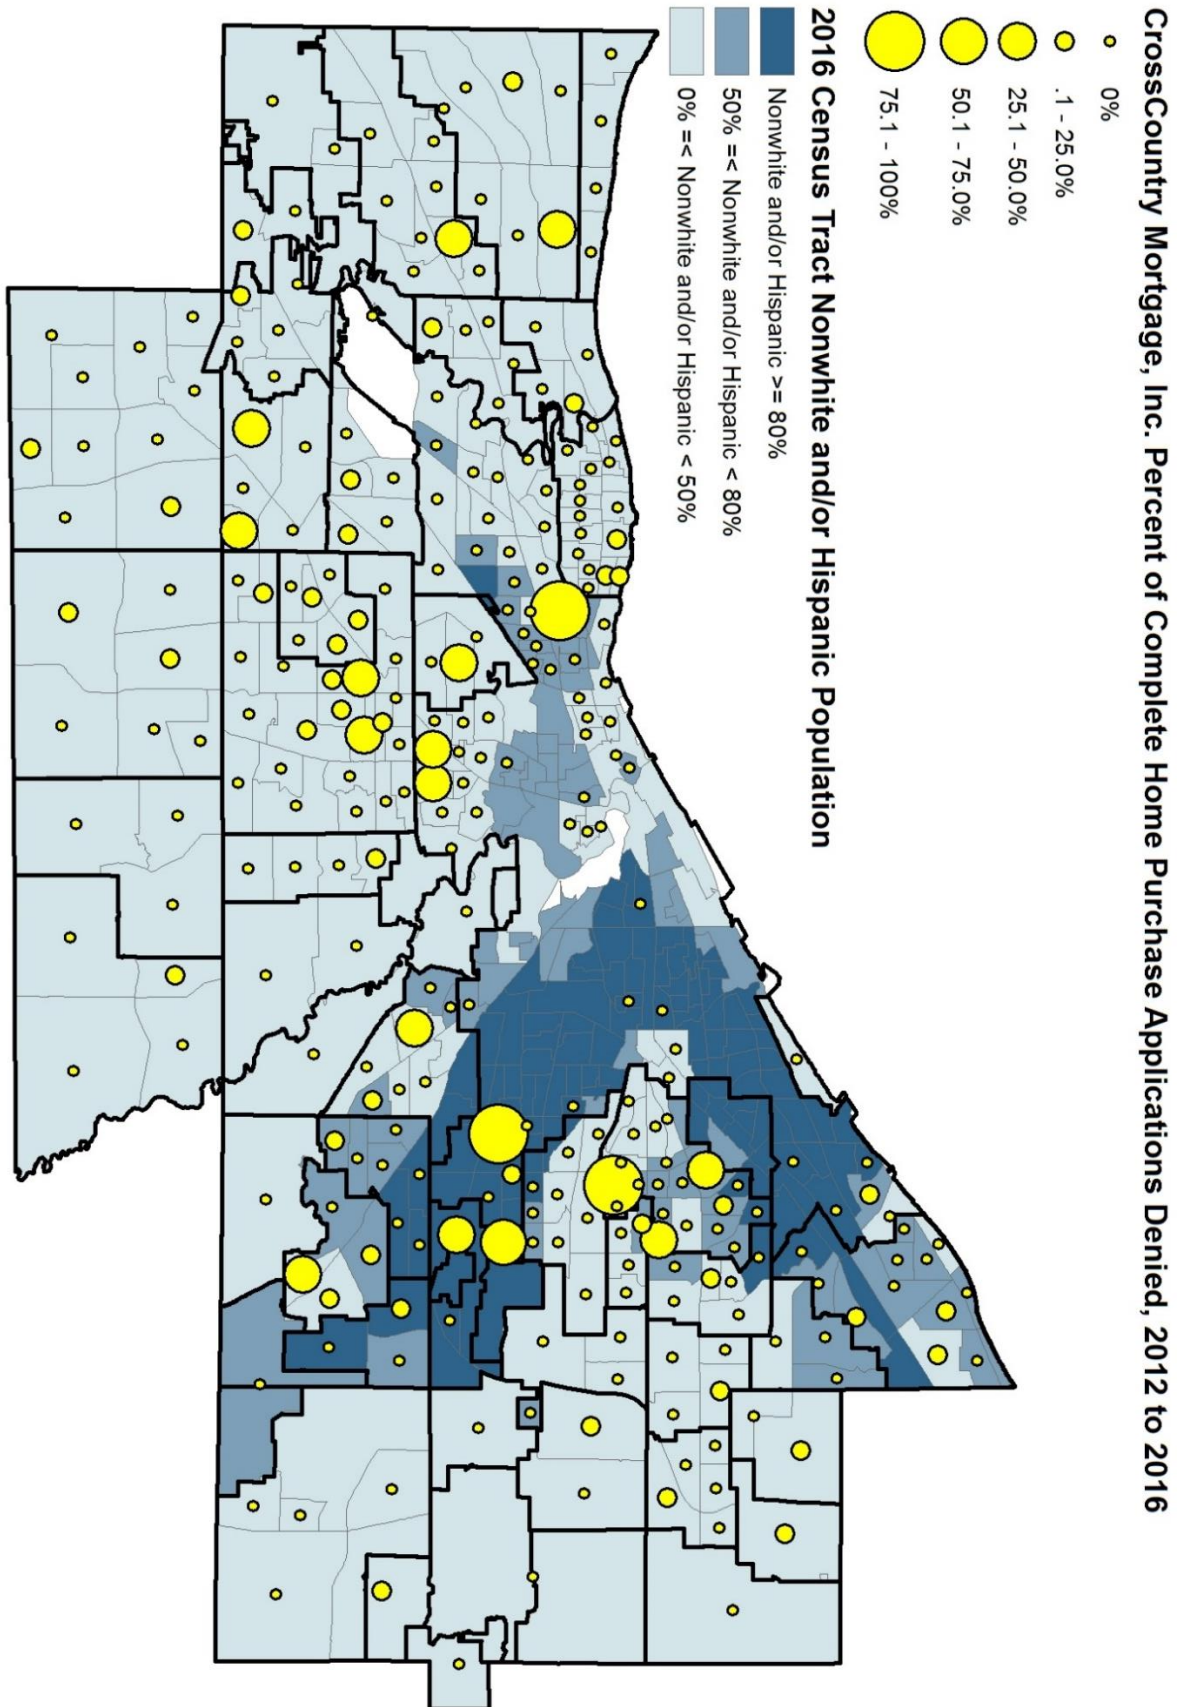 CrossCountry Mortgage, Inc. Percent of Complete Home Purchase Applications Denied, 2012 to 2016
0%
.1 - 25.0%
25.1 - 50.0%
50.1 - 75.0%
75.1 - 100%
2016 Census Tract Nonwhite and/or Hispanic Population
Nonwhite and/or Hispanic >= 80%
50% =< Nonwhite and/or Hispanic < 80%
0% =< Nonwhite and/or Hispanic < 50%